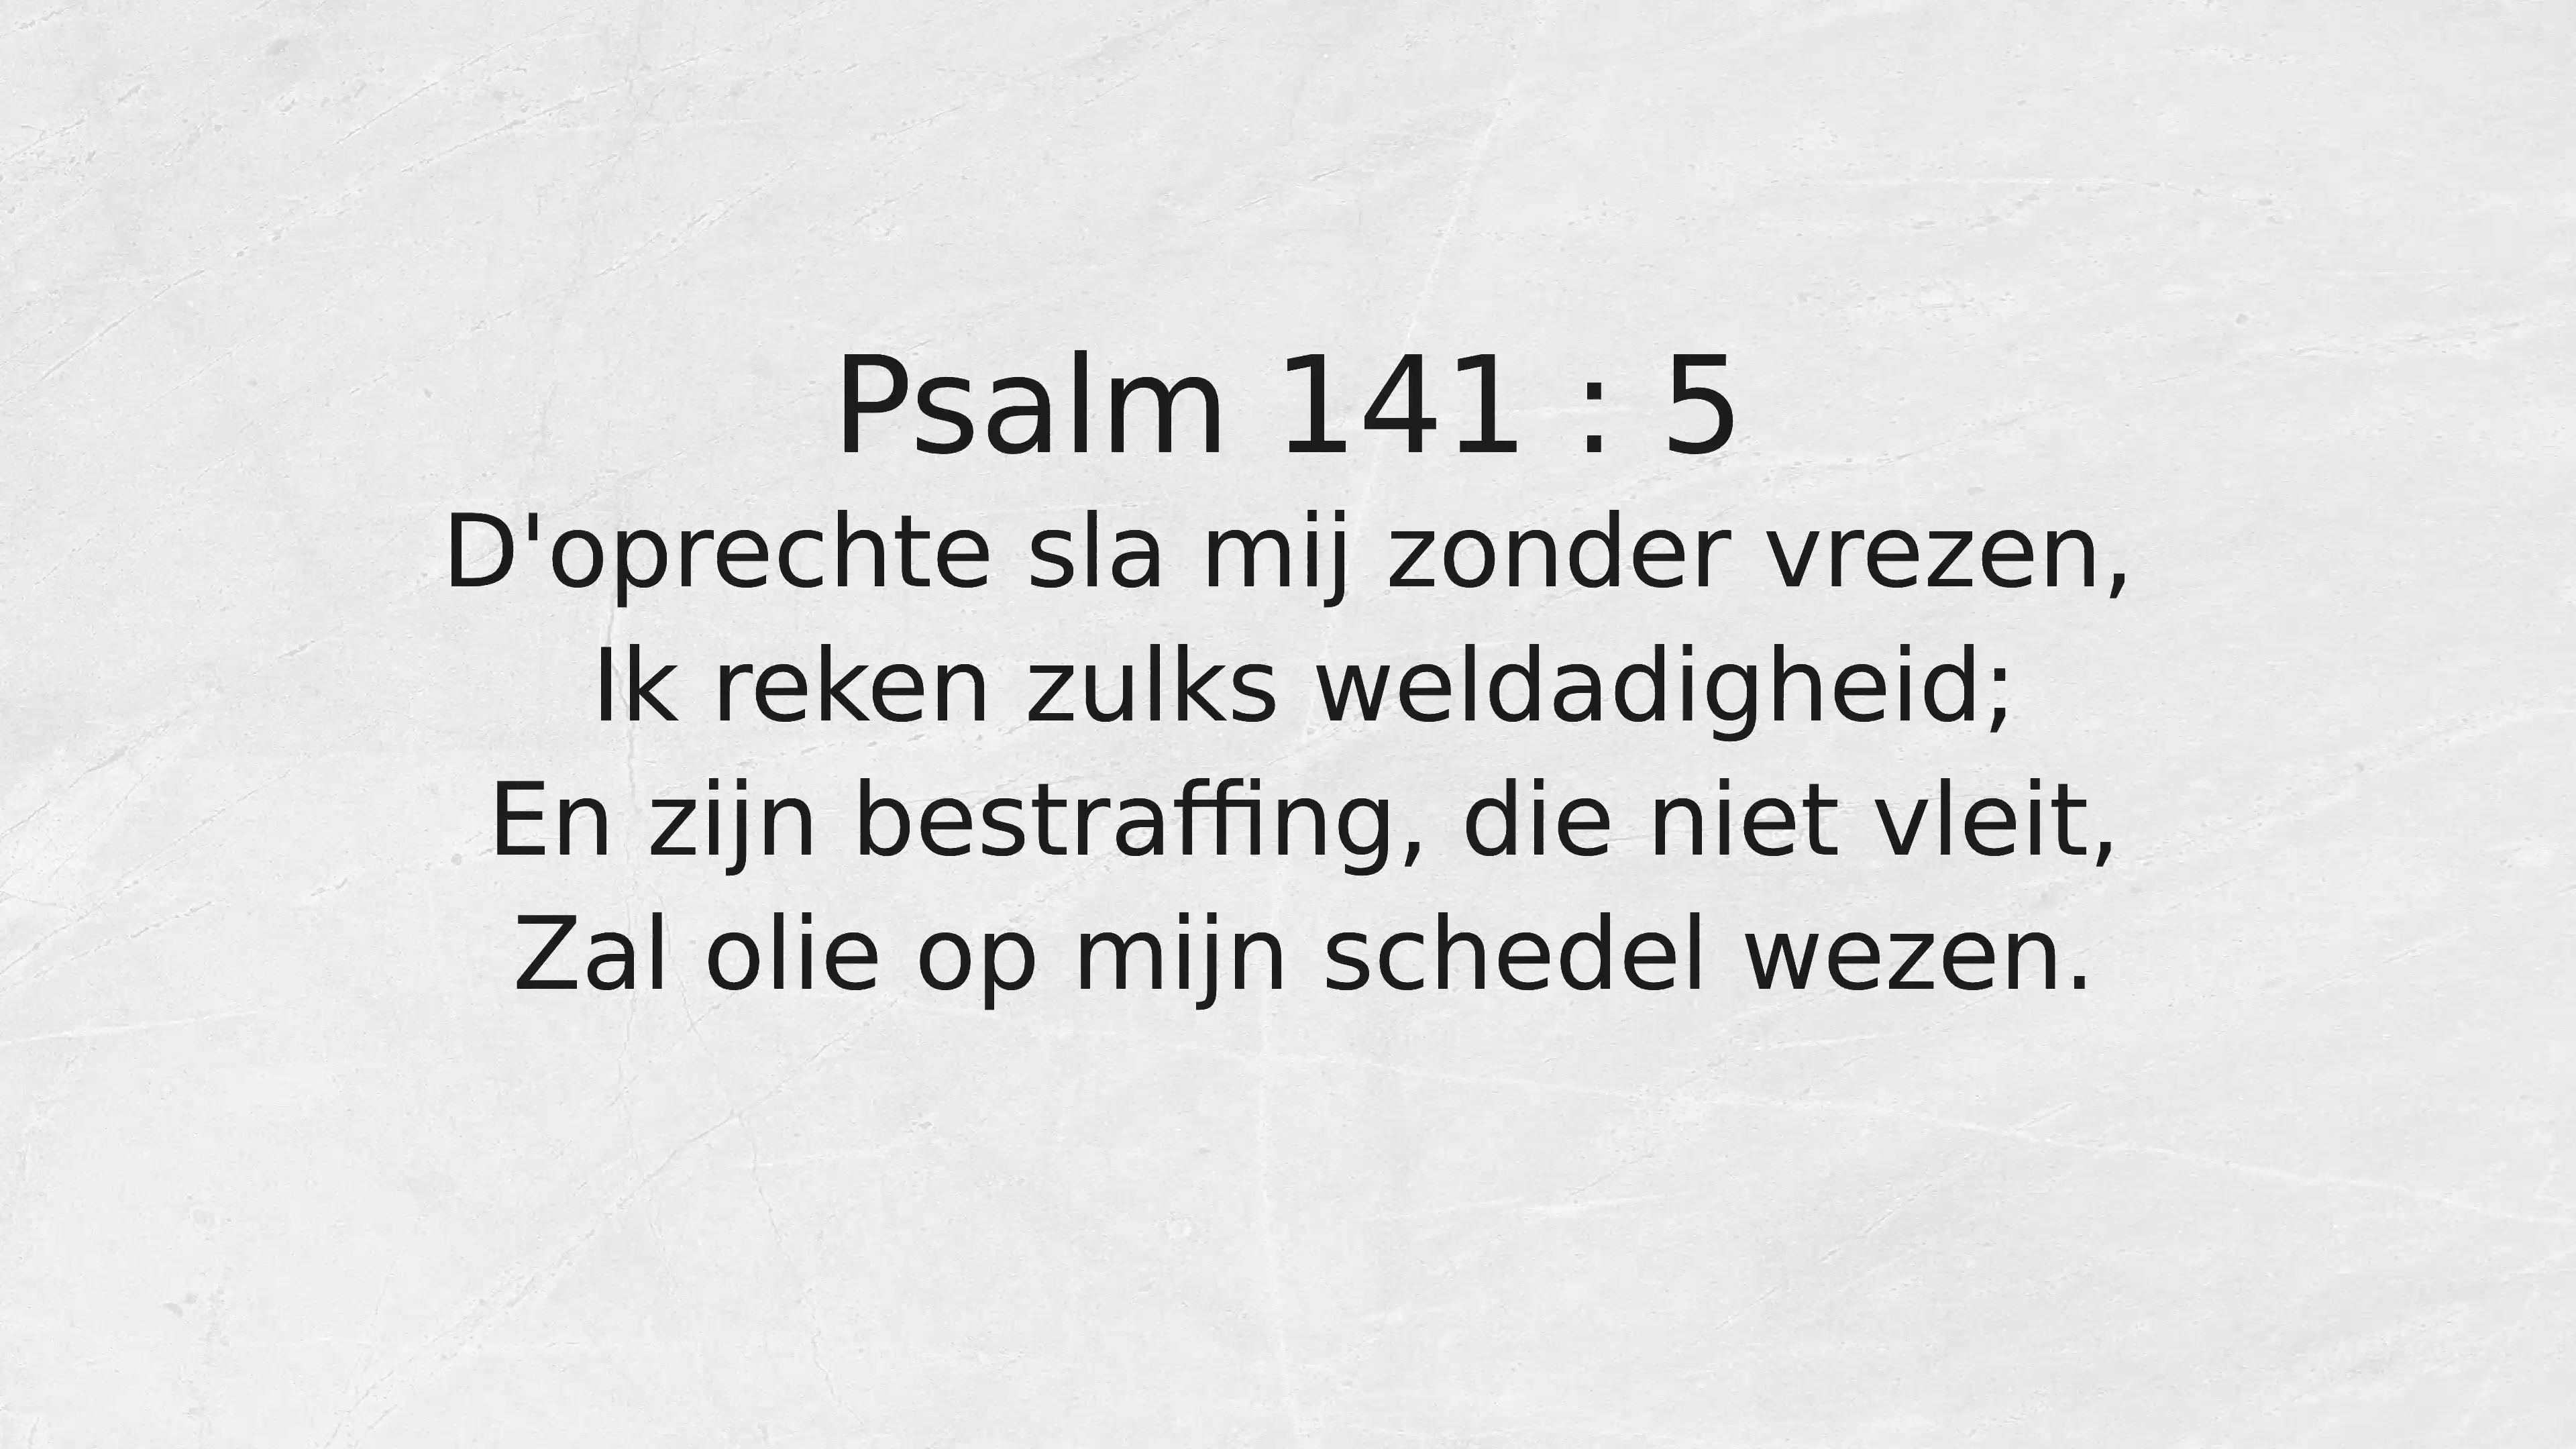 Psalm 141 : 5
D'oprechte sla mij zonder vrezen,
Ik reken zulks weldadigheid;
En zijn bestraffing, die niet vleit,
Zal olie op mijn schedel wezen.